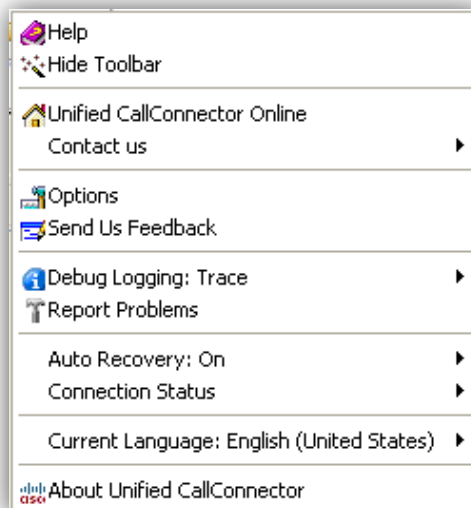 Help
Hide Toolbar
Unified CallConnector Online
Contact us
Options
Send Us Feedback
Debug Logging: Trace
Report Problems
Auto Recovery: On
Connection Status
Current Language: English (United States)
cisco About Unified CallConnector